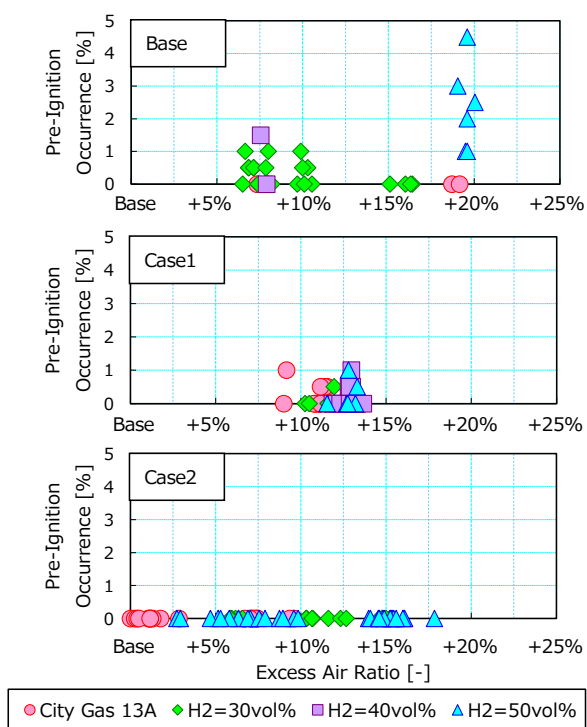 Base
Pre-Ignition
Occurrence [%]
5
4
3
2
1
0
Base +5% +10% +15% +20% +25%
Case1
Pre-Ignition
Occurrence [%]
5
4
3
2
1
0
Base +5% +10% +15% +20% +25%
Case2
Pre-Ignition
Occurrence [%]
5
4
3
2
1
0
Base +5% +10% +15% +20% +25%
Excess Air Ratio [-]
City Gas 13A H2=30vol% H2=40vol% H2=50vol%